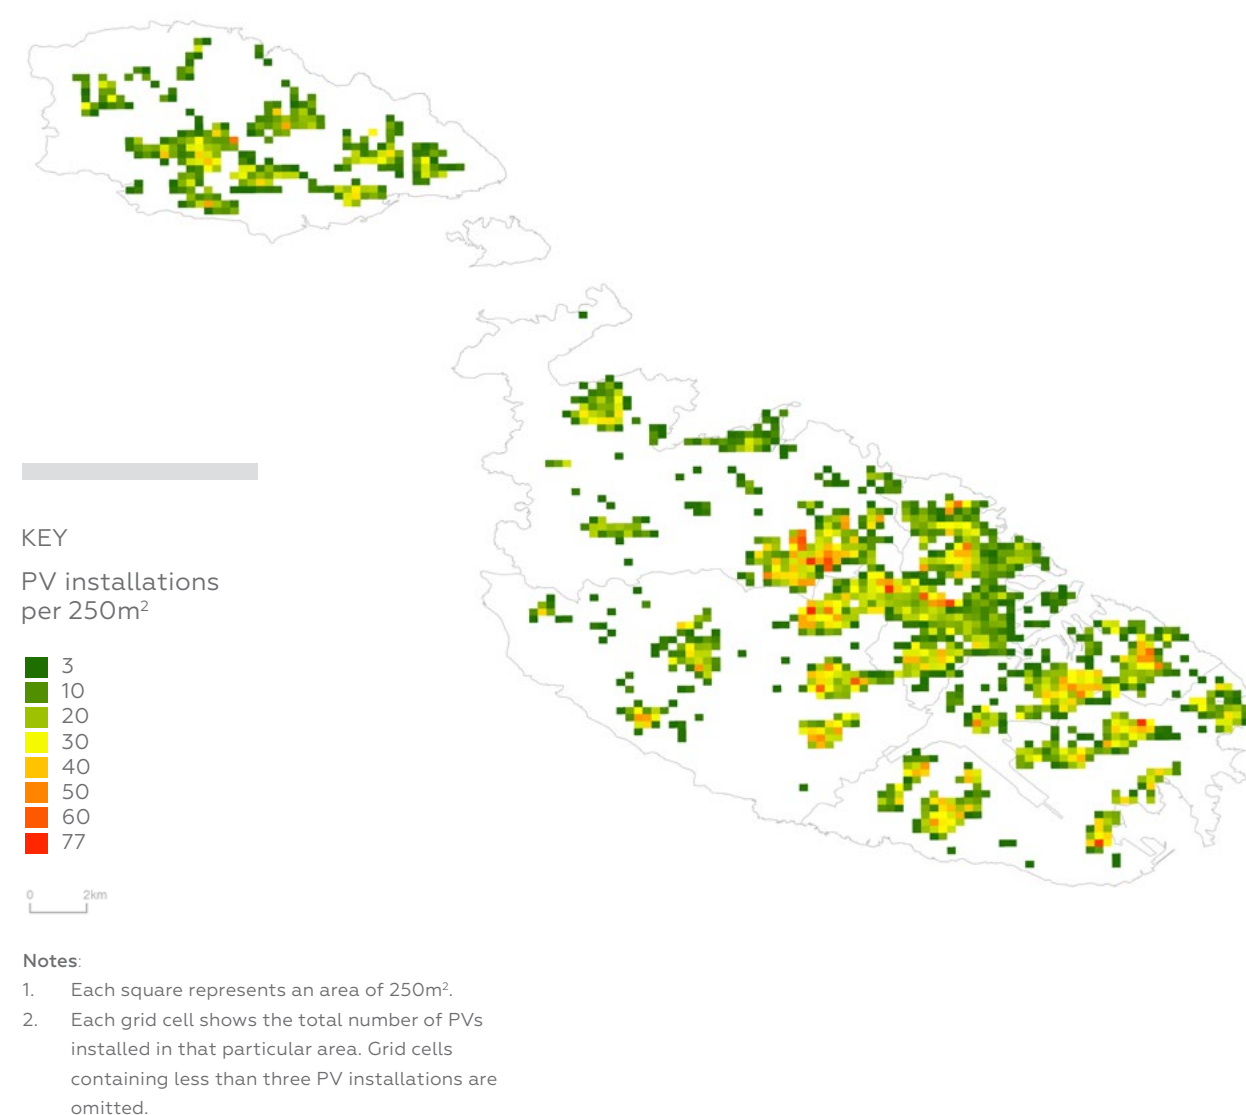 KEY
PV installations
per 250m²
3
10
20
30
40
50
60
77
0 2km
Notes:
1. Each square represents an area of 250m².
2. Each grid cell shows the total number of PVs
installed in that particular area. Grid cells
containing less than three PV installations are
omitted.